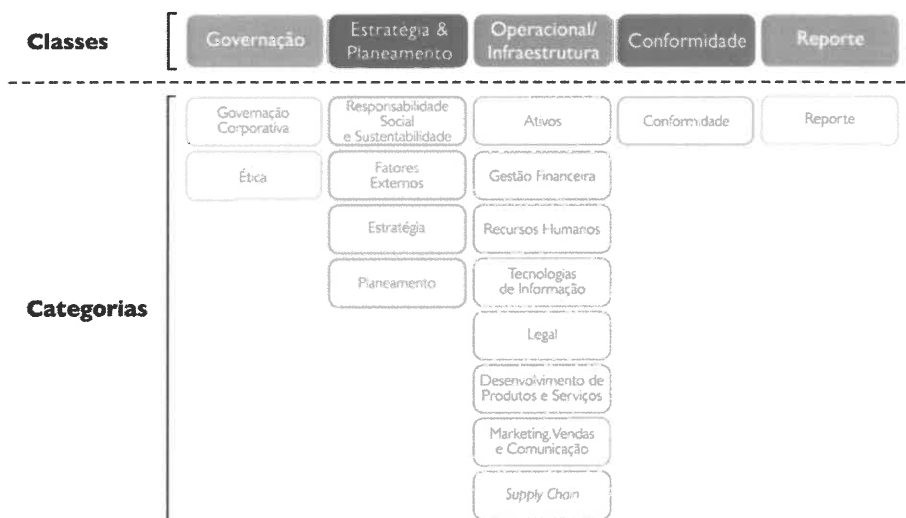 Classes
Governação
Estratégia &
Planeamento
Operacional/
Infraestrutura
Conformidade
Reporte
Categorias
Governação
Corporativa
Ética
Responsabilidade
Social
e Sustentabilidade
Fatores
Externos
Estratégia
Planeamento
Ativos
Gestão Financeira
Recursos Humanos
Tecnologias
de Informação
Legal
Desenvolvimento de
Produtos e Serviços
Marketing, Vendas
e Comunicação
Supply Chain
Conformidade
Reporte